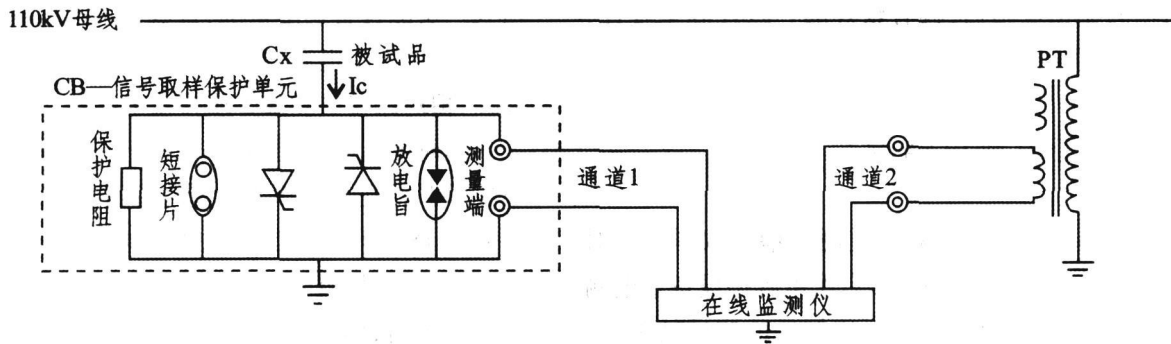 110kV母线
Cx 被试品
PT
CB—信号取样保护单元
Ic
保护电阻
短接片
放电旨
测量端
通道1
通道2
在线监测仪